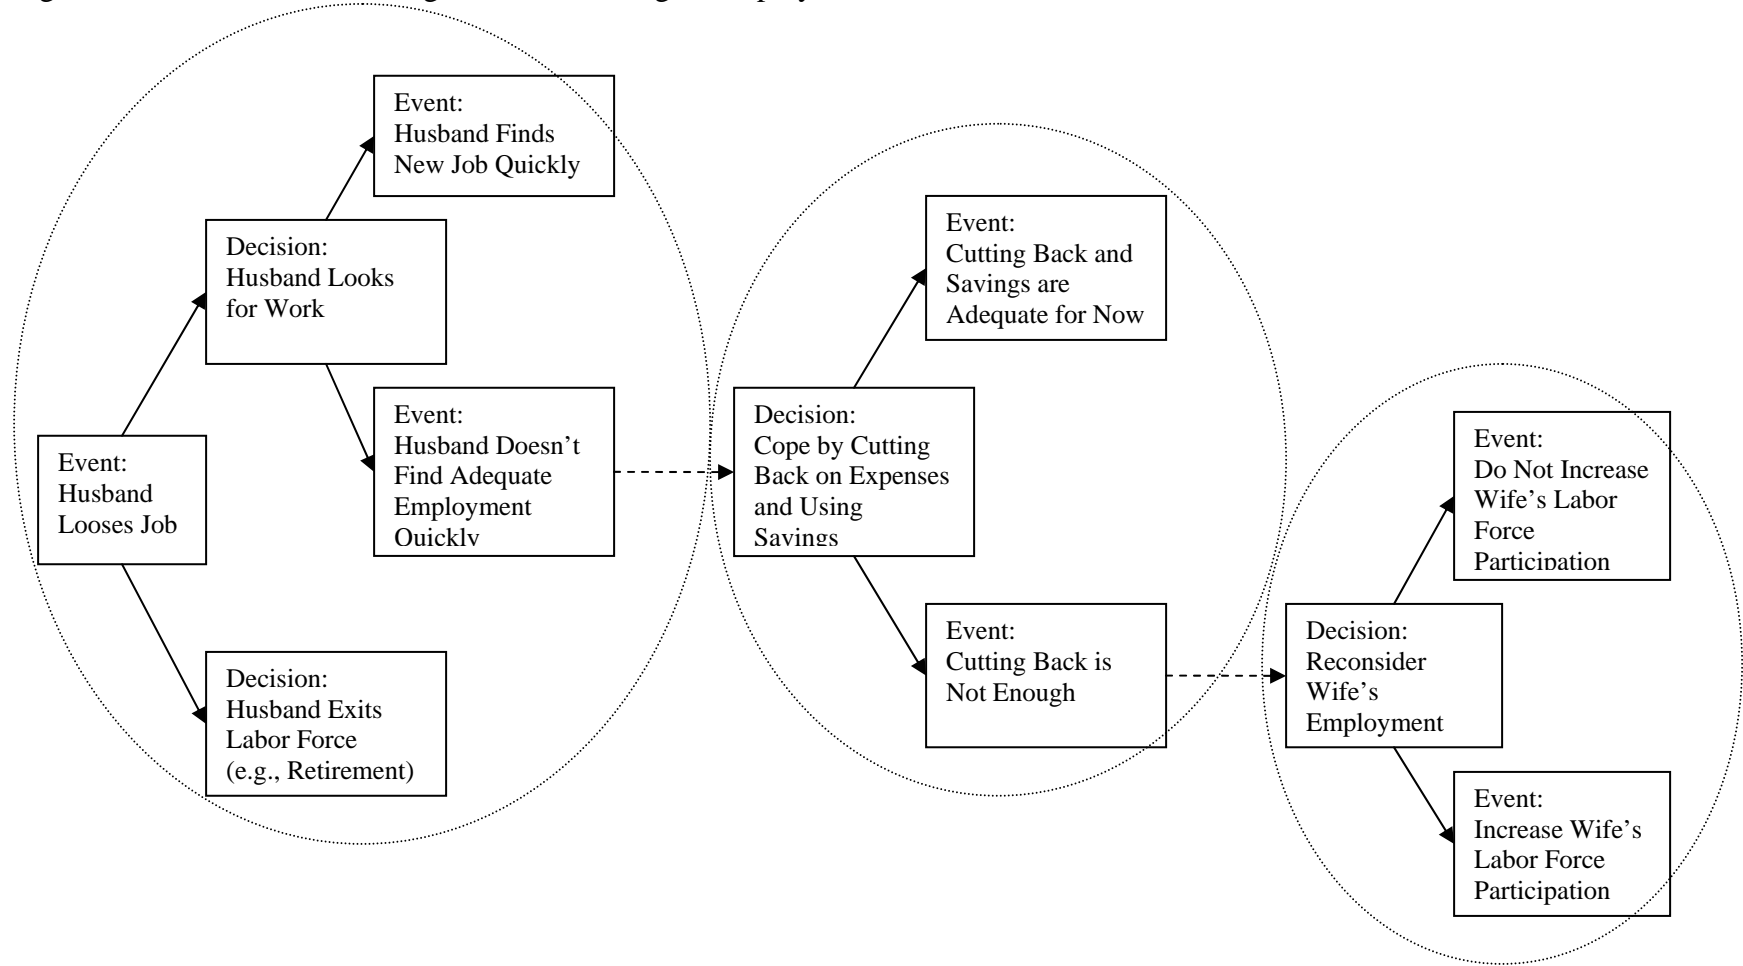 Event:
Husband Finds
New Job Quickly
Decision:
Husband Looks
for Work
Event:
Husband Doesn’t
Find Adequate
Employment
Quickly
Event:
Husband
Looses Job
Decision:
Husband Exits
Labor Force
(e.g., Retirement)
Event:
Cutting Back and
Savings are
Adequate for Now
Decision:
Cope by Cutting
Back on Expenses
and Using
Savings
Event:
Cutting Back is
Not Enough
Event:
Do Not Increase
Wife’s Labor
Force
Participation
Decision:
Reconsider
Wife’s
Employment
Event:
Increase Wife’s
Labor Force
Participation